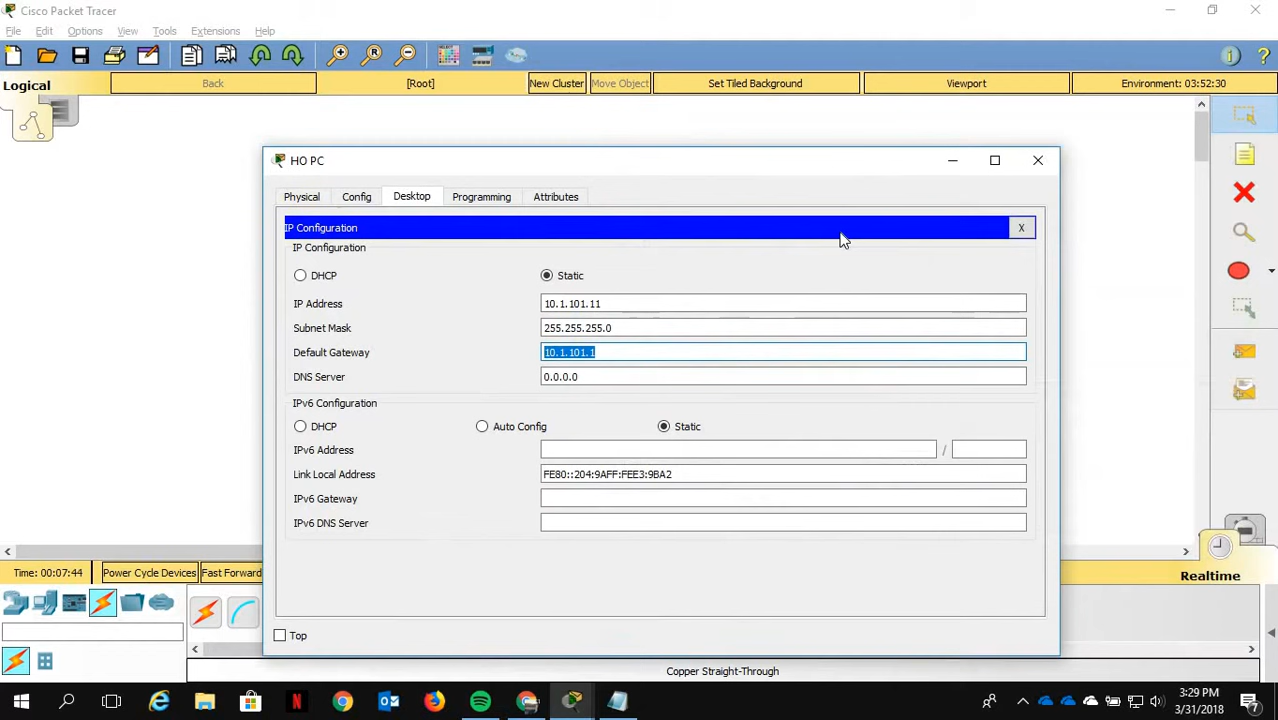 Cisco Packet Tracer
File Edit Options View Tools Extensions Help
Logical Back [Root] New Cluster Move Object Set Tiled Background Viewport Environment: 03:52:30
HO PC
Physical Config Desktop Programming Attributes
IP Configuration X
IP Configuration
DHCP Static
IP Address 10.1.101.11
Subnet Mask 255.255.255.0
Default Gateway 10.1.101.1
DNS Server 0.0.0.0
IPv6 Configuration
DHCP Auto Config Static
IPv6 Address /
Link Local Address FE80::204:9AFF:FEE3:9BA2
IPv6 Gateway
IPv6 DNS Server
Time: 00:07:44 Power Cycle Devices Fast Forward Realtime
Top
Copper Straight-Through
3:29 PM
3/31/2018
7